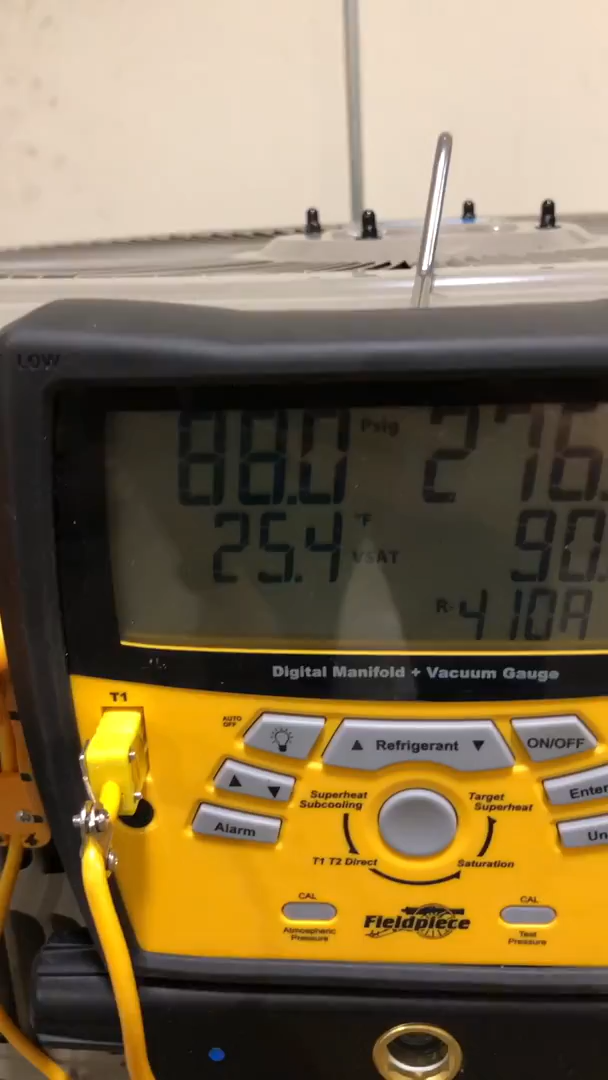 LOW
88.0 Psig 276.
25.4 °F VSAT 90.
R-410A
Digital Manifold + Vacuum Gauge
T1
AUTO OFF
▲ Refrigerant ▼
ON/OFF
▲ ▼
Enter
Alarm
Un
Superheat
Subcooling
Target
Superheat
T1 T2 Direct
Saturation
CAL
Atmospheric
Pressure
Fieldpiece
CAL
Test
Pressure